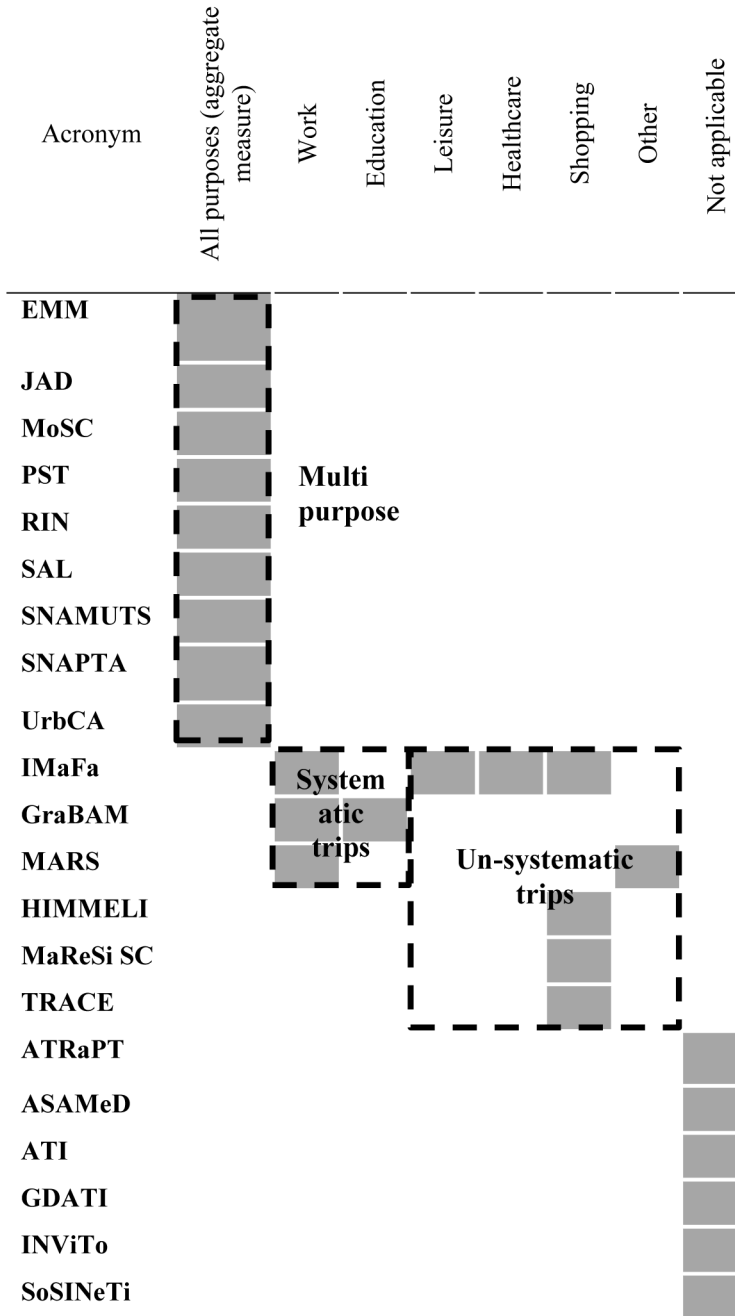 Acronym
All purposes (aggregate
measure)
Work
Education
Leisure
Healthcare
Shopping
Other
Not applicable
EMM
JAD
MoSC
PST
RIN
SAL
SNAMUTS
SNAPTA
UrbCA
Multi
purpose
IMaFa
GraBAM
MARS
System
atic
trips
Un-systematic
trips
HIMMELI
MaReSi SC
TRACE
ATRaPT
ASAMeD
ATI
GDATI
INViTo
SoSINeTi